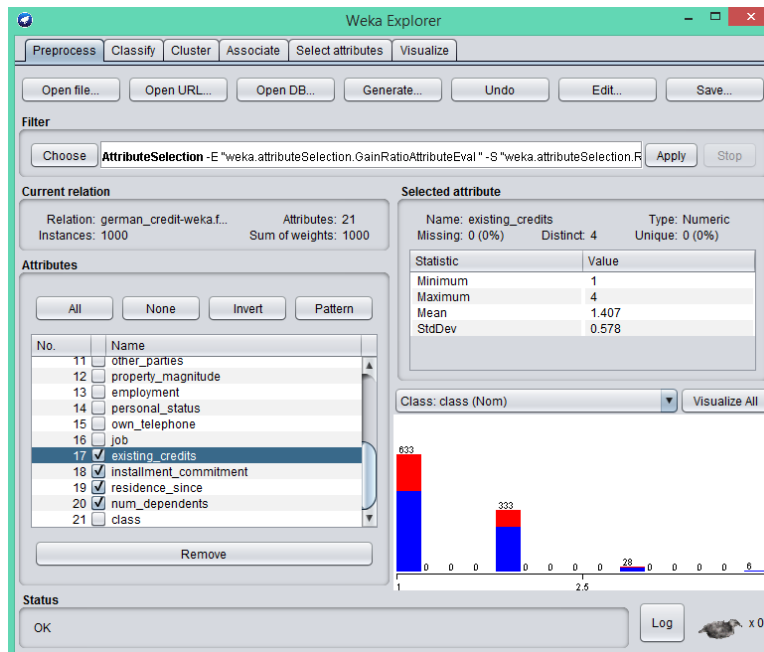 Weka Explorer
Preprocess Classify Cluster Associate Select attributes Visualize
Open file... Open URL... Open DB... Generate... Undo Edit... Save...
Filter
Choose AttributeSelection -E "weka.attributeSelection.GainRatioAttributeEval " -S "weka.attributeSelection.R Apply Stop
Current relation
Relation: german_credit-weka.f... Attributes: 21
Instances: 1000 Sum of weights: 1000
Selected attribute
Name: existing_credits Type: Numeric
Missing: 0 (0%) Distinct: 4 Unique: 0 (0%)
Statistic Value
Minimum 1
Maximum 4
Mean 1.407
StdDev 0.578
Attributes
All None Invert Pattern
No. Name
11 other_parties
12 property_magnitude
13 employment
14 personal_status
15 own_telephone
16 job
17 existing_credits
18 installment_commitment
19 residence_since
20 num_dependents
21 class
Remove
Class: class (Nom) Visualize All
633
333
0 0 0 0 0 0 0 28 0 0 0 0 6
1 2.5
Status
OK
Log x 0